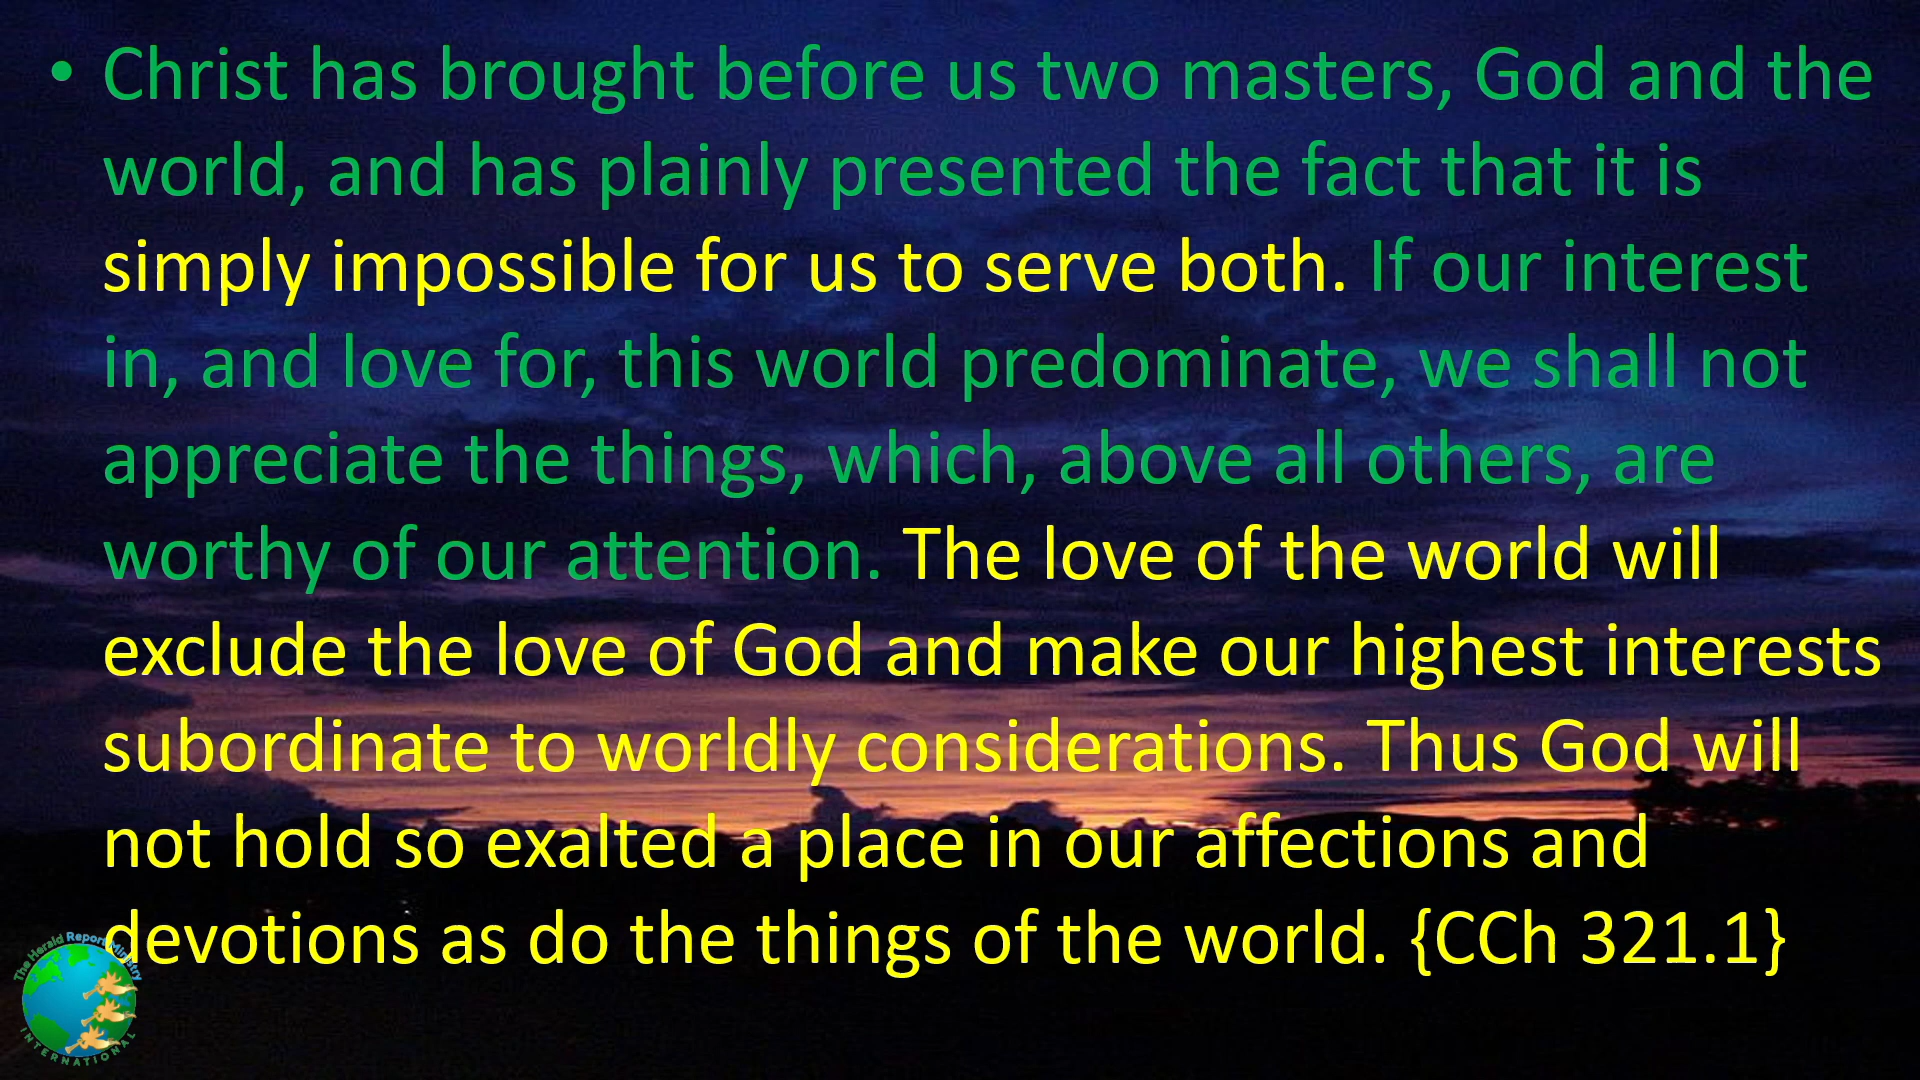 • Christ has brought before us two masters, God and the
world, and has plainly presented the fact that it is
simply impossible for us to serve both. If our interest
in, and love for, this world predominate, we shall not
appreciate the things, which, above all others, are
worthy of our attention. The love of the world will
exclude the love of God and make our highest interests
subordinate to worldly considerations. Thus God will
not hold so exalted a place in our affections and
devotions as do the things of the world. {CCh 321.1}
The Herald Report Ministry
INTERNATIONAL